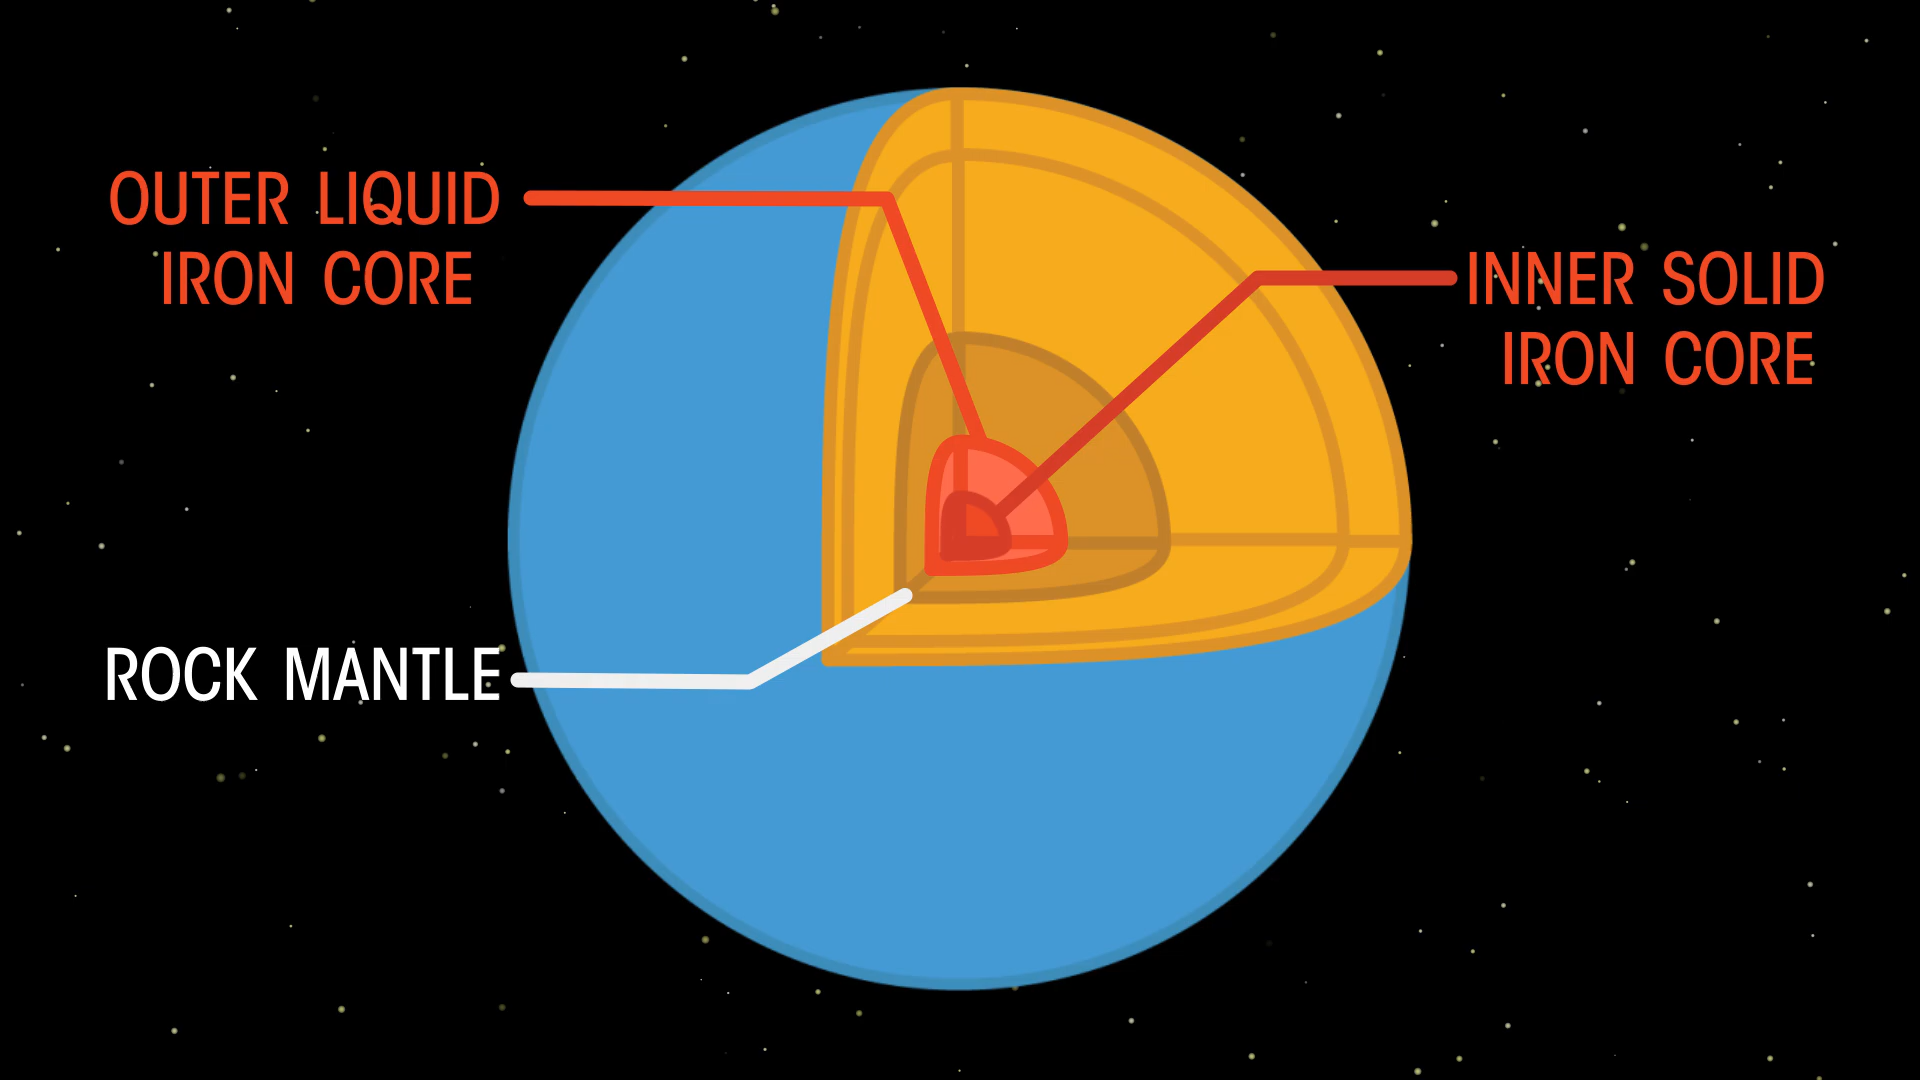 OUTER LIQUID
IRON CORE
INNER SOLID
IRON CORE
ROCK MANTLE